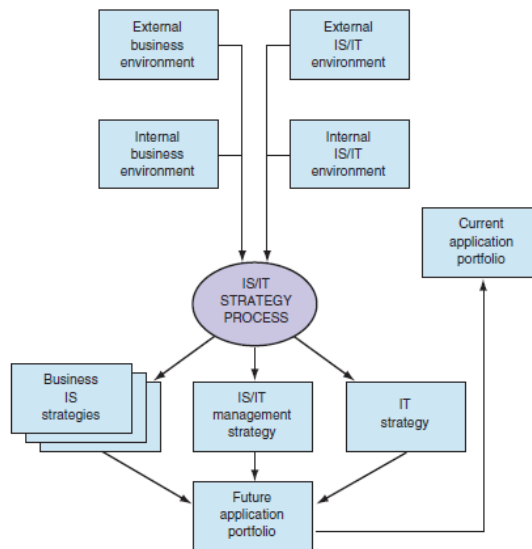 External
business
environment
External
IS/IT
environment
Internal
business
environment
Internal
IS/IT
environment
Current
application
portfolio
IS/IT
STRATEGY
PROCESS
Business
IS
strategies
IS/IT
management
strategy
IT
strategy
Future
application
portfolio